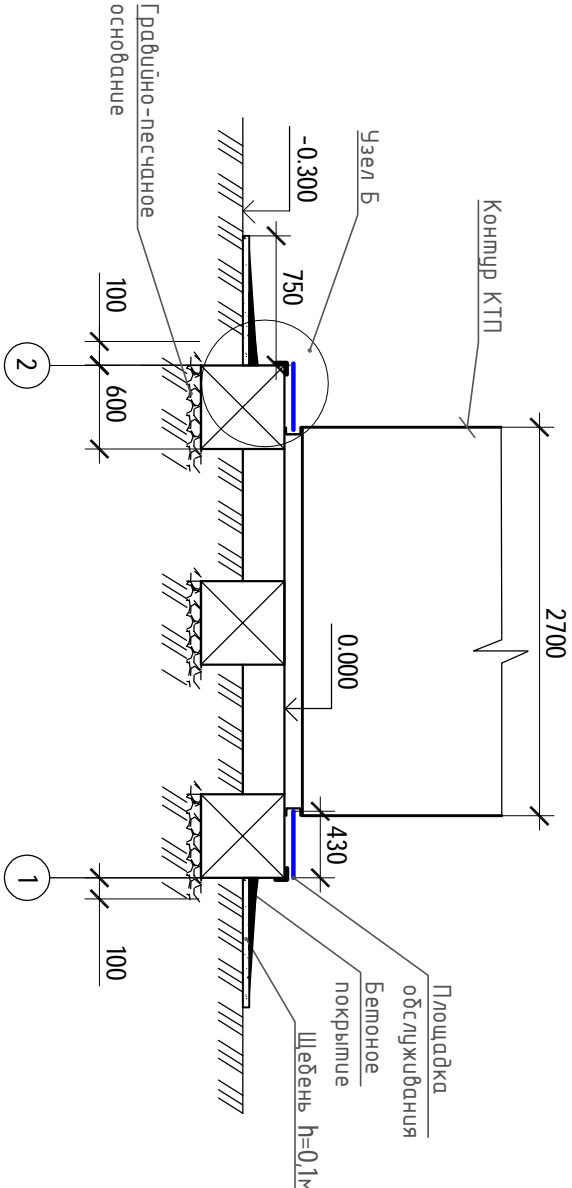 2700
Контур КТП
Площадка
обслуживания
Узел Б
Бетоное
покрытие
0.000
430
-0.300
Щебень h=0,1м
750
Гравийно-песчаное
основание
100
600
100
2
1